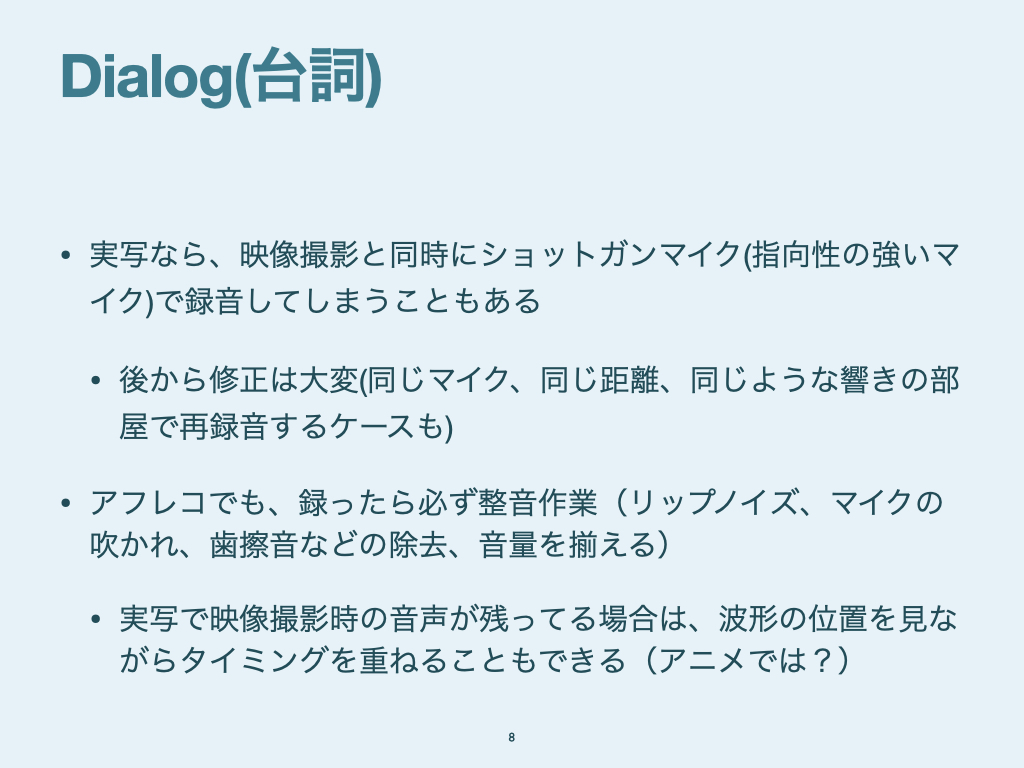 Dialog(台詞)
• 実写なら、映像撮影と同時にショットガンマイク(指向性の強いマ
イク)で録音してしまうこともある
• 後から修正は大変(同じマイク、同じ距離、同じような響きの部
屋で再録音するケースも)
• アフレコでも、録ったら必ず整音作業（リップノイズ、マイクの
吹かれ、歯擦音などの除去、音量を揃える）
• 実写で映像撮影時の音声が残ってる場合は、波形の位置を見な
がらタイミングを重ねることもできる（アニメでは？）
8